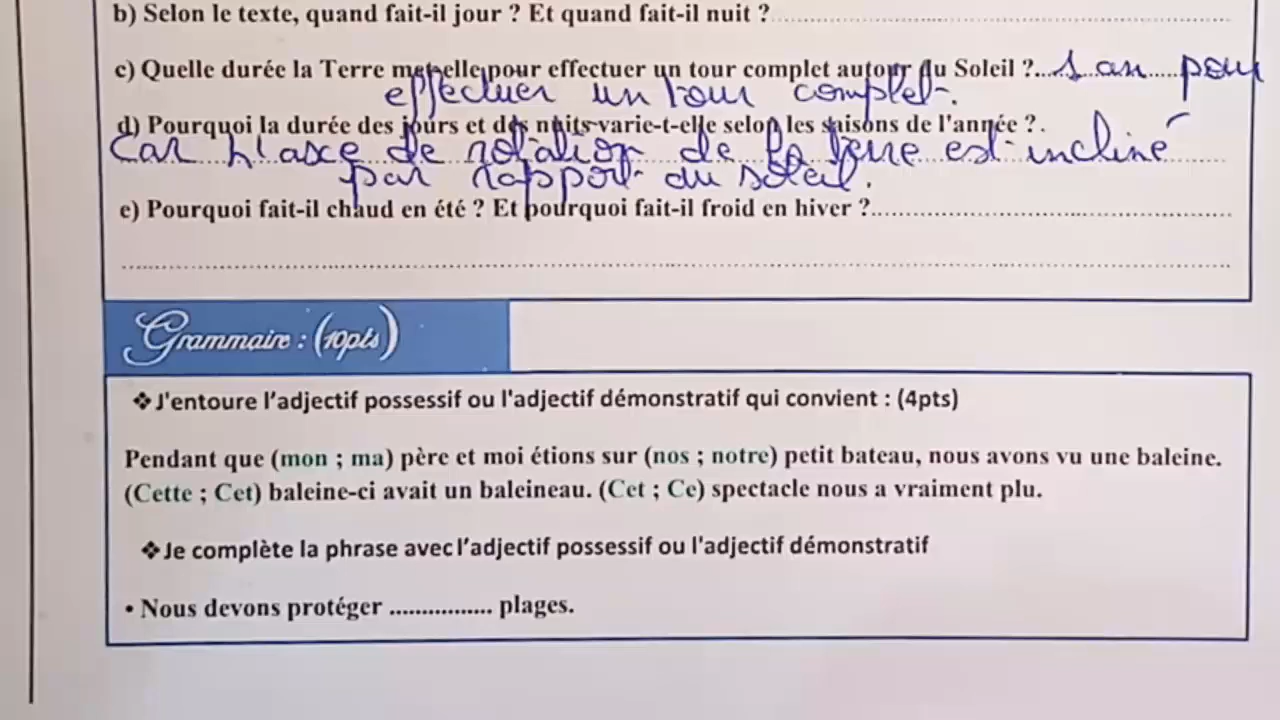 b) Selon le texte, quand fait-il jour ? Et quand fait-il nuit ?
c) Quelle durée la Terre met-elle pour effectuer un tour complet autour du Soleil ? 1 an pour
effectuer un tour complet.
d) Pourquoi la durée des jours et des nuits varie-t-elle selon les saisons de l'année ?.
Car l'axe de rotation de la terre est incliné
par rapport du soleil.
e) Pourquoi fait-il chaud en été ? Et pourquoi fait-il froid en hiver ?
Grammaire : (10pts)
❖J'entoure l'adjectif possessif ou l'adjectif démonstratif qui convient : (4pts)
Pendant que (mon ; ma) père et moi étions sur (nos ; notre) petit bateau, nous avons vu une baleine.
(Cette ; Cet) baleine-ci avait un baleineau. (Cet ; Ce) spectacle nous a vraiment plu.
❖Je complète la phrase avec l'adjectif possessif ou l'adjectif démonstratif
• Nous devons protéger ................ plages.